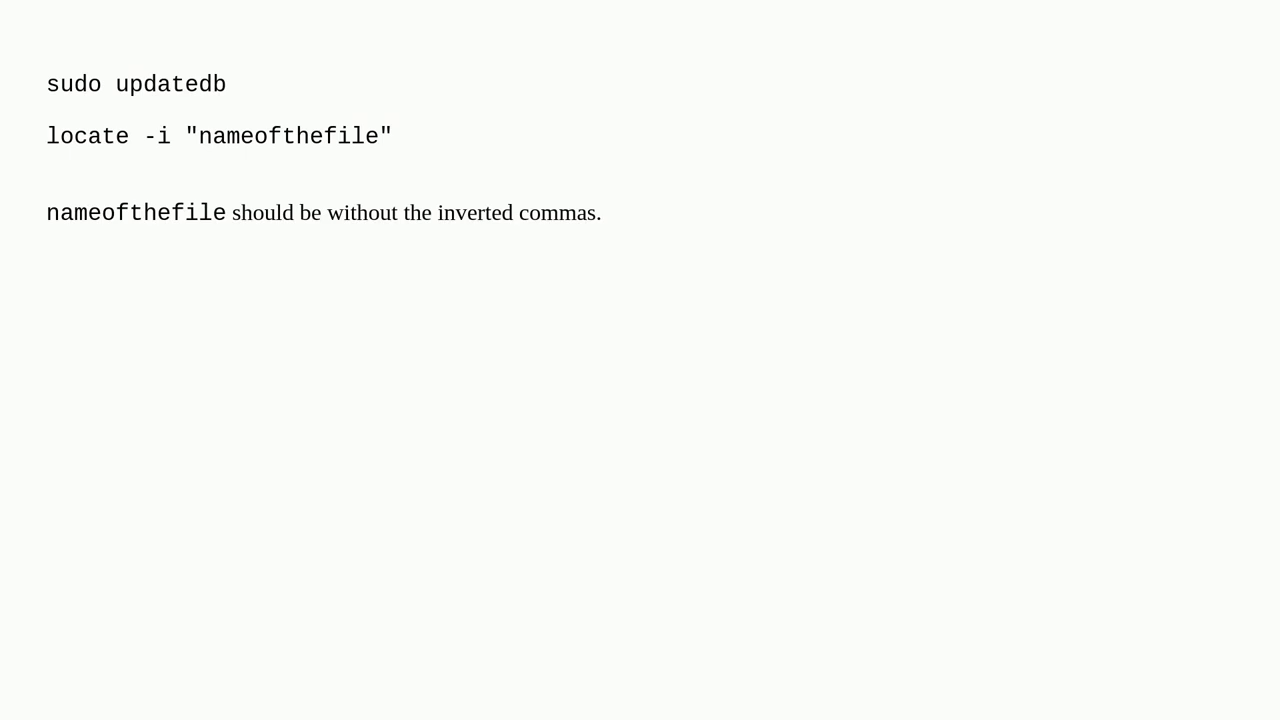 sudo updatedb
locate -i "nameofthefile"
nameofthefile should be without the inverted commas.